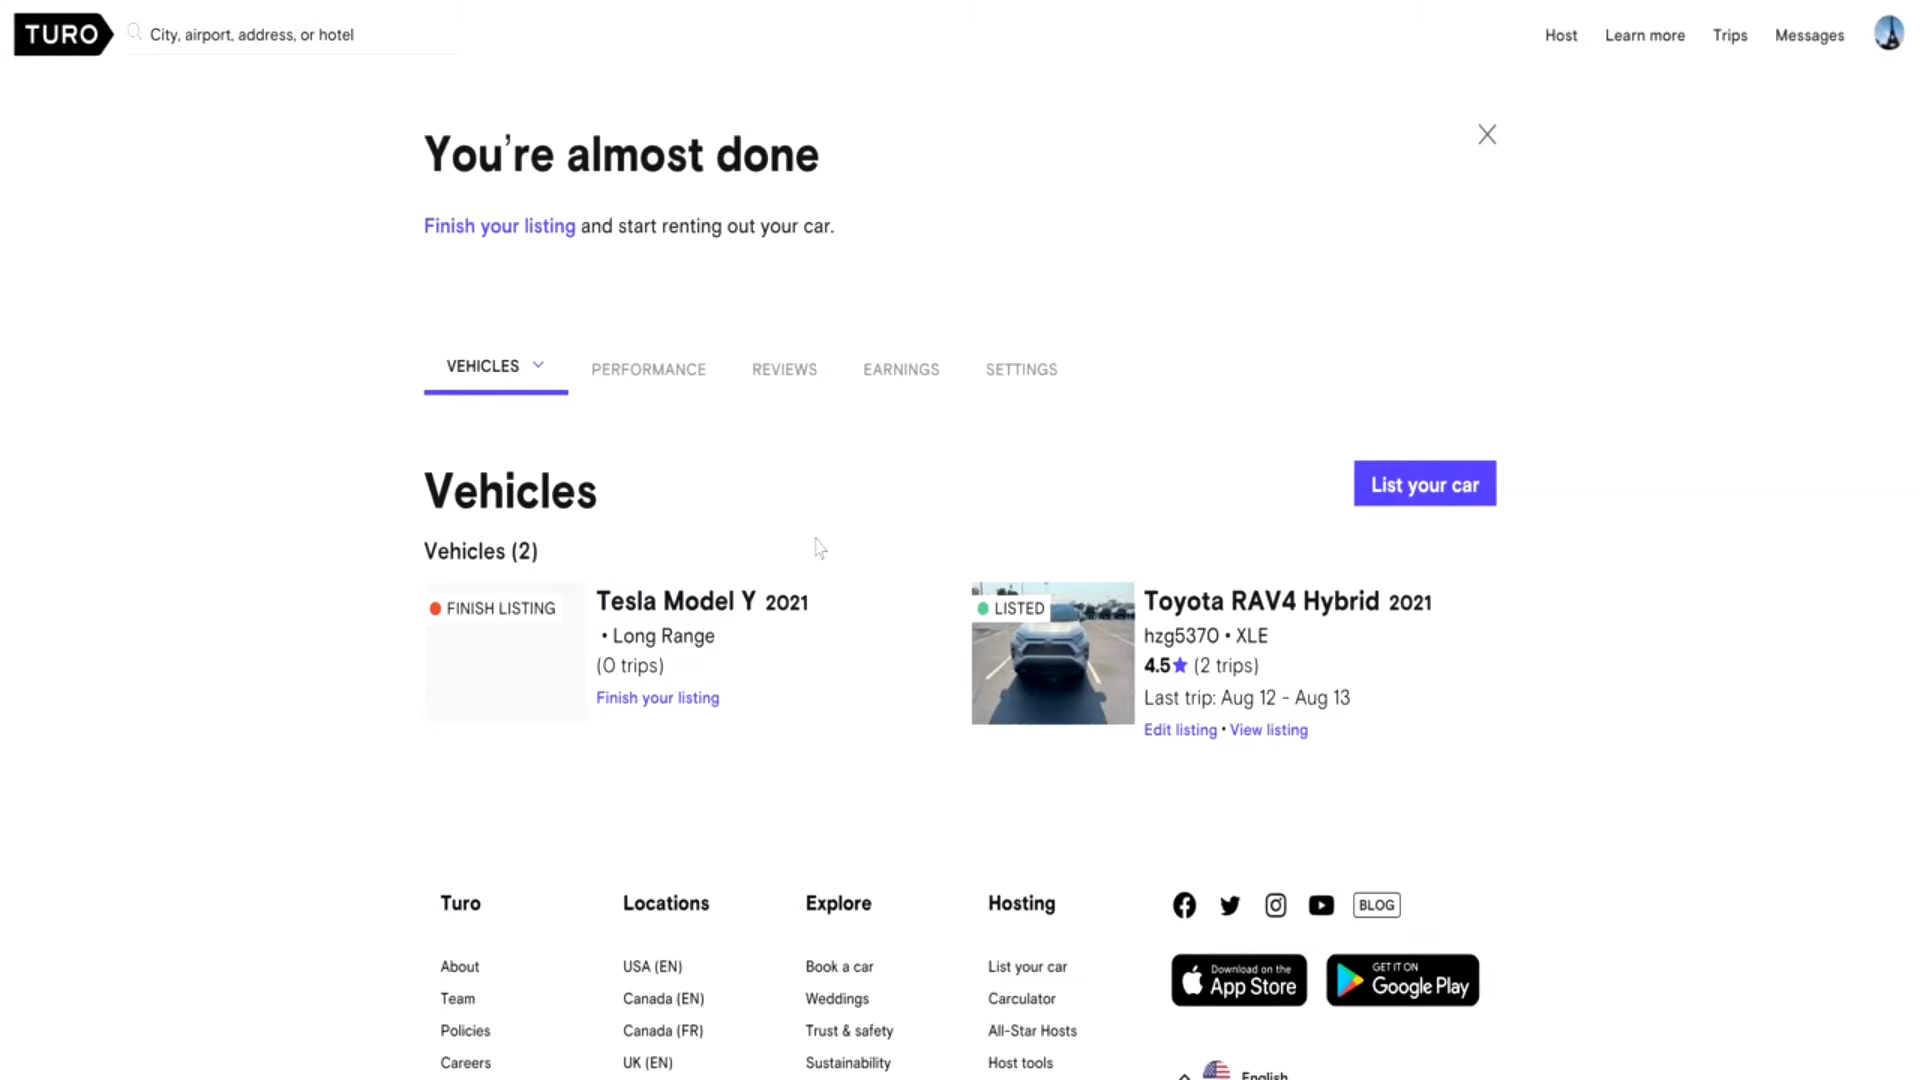 TURO
City, airport, address, or hotel
Host
Learn more
Trips
Messages
You're almost done
Finish your listing and start renting out your car.
VEHICLES
PERFORMANCE
REVIEWS
EARNINGS
SETTINGS
Vehicles
List your car
Vehicles (2)
FINISH LISTING
Tesla Model Y 2021
• Long Range
(0 trips)
Finish your listing
LISTED
Toyota RAV4 Hybrid 2021
hzg5370 • XLE
4.5★ (2 trips)
Last trip: Aug 12 - Aug 13
Edit listing • View listing
Turo
About
Team
Policies
Careers
Locations
USA (EN)
Canada (EN)
Canada (FR)
UK (EN)
Explore
Book a car
Weddings
Trust & safety
Sustainability
Hosting
List your car
Carculator
All-Star Hosts
Host tools
BLOG
Download on the
App Store
GET IT ON
Google Play
English